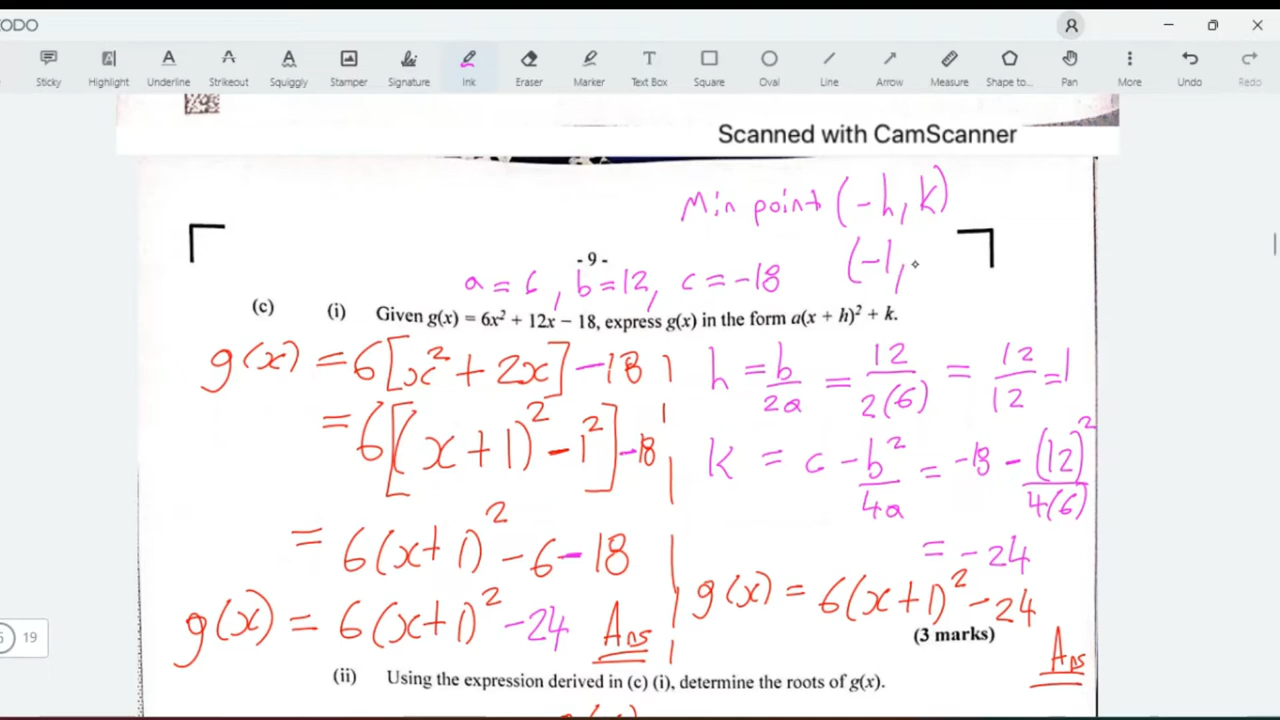 ODO
Sticky Highlight Underline Strikeout Squiggly Stamper Signature Ink Eraser Marker Text Box Square Oval Line Arrow Measure Shape to... Pan More Undo Redo
Scanned with CamScanner
Min point (-h, k)
(-1,
- 9 -
a = 6, b = 12, c = -18
(c) (i) Given g(x) = 6x² + 12x − 18, express g(x) in the form a(x + h)² + k.
g(x) = 6[x² + 2x] - 18
= 6[(x+1)² - 1²] - 18
= 6(x+1)² - 6 - 18
g(x) = 6(x+1)² - 24 Ans
h = b/2a = 12/2(6) = 12/12 = 1
k = c - b²/4a = -18 - (12)²/4(6)
= -24
g(x) = 6(x+1)² - 24
(3 marks)
Ans
19
(ii) Using the expression derived in (c) (i), determine the roots of g(x).